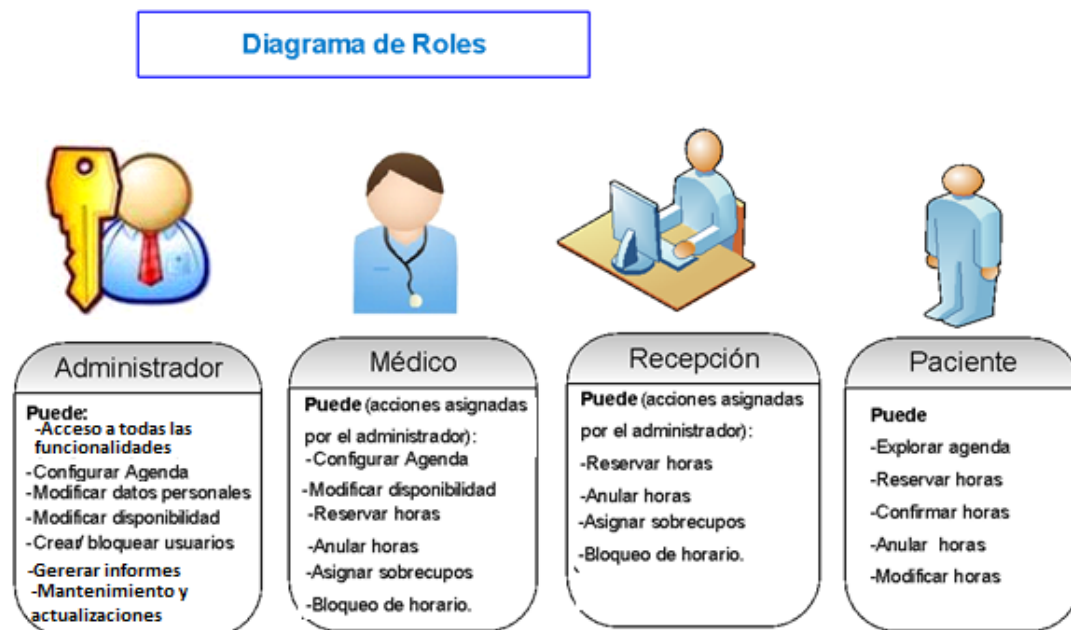 Diagrama de Roles
Administrador
Puede:
-Acceso a todas las
funcionalidades
-Configurar Agenda
-Modificar datos personales
-Modificar disponibilidad
-Crear/ bloquear usuarios
-Gererar informes
-Mantenimiento y
actualizaciones
Médico
Puede (acciones asignadas
por el administrador):
-Configurar Agenda
-Modificar disponibilidad
-Reservar horas
-Anular horas
-Asignar sobrecupos
-Bloqueo de horario.
Recepción
Puede (acciones asignadas
por el administrador):
-Reservar horas
-Anular horas
-Asignar sobrecupos
-Bloqueo de horario.
Paciente
Puede
-Explorar agenda
-Reservar horas
-Confirmar horas
-Anular horas
-Modificar horas